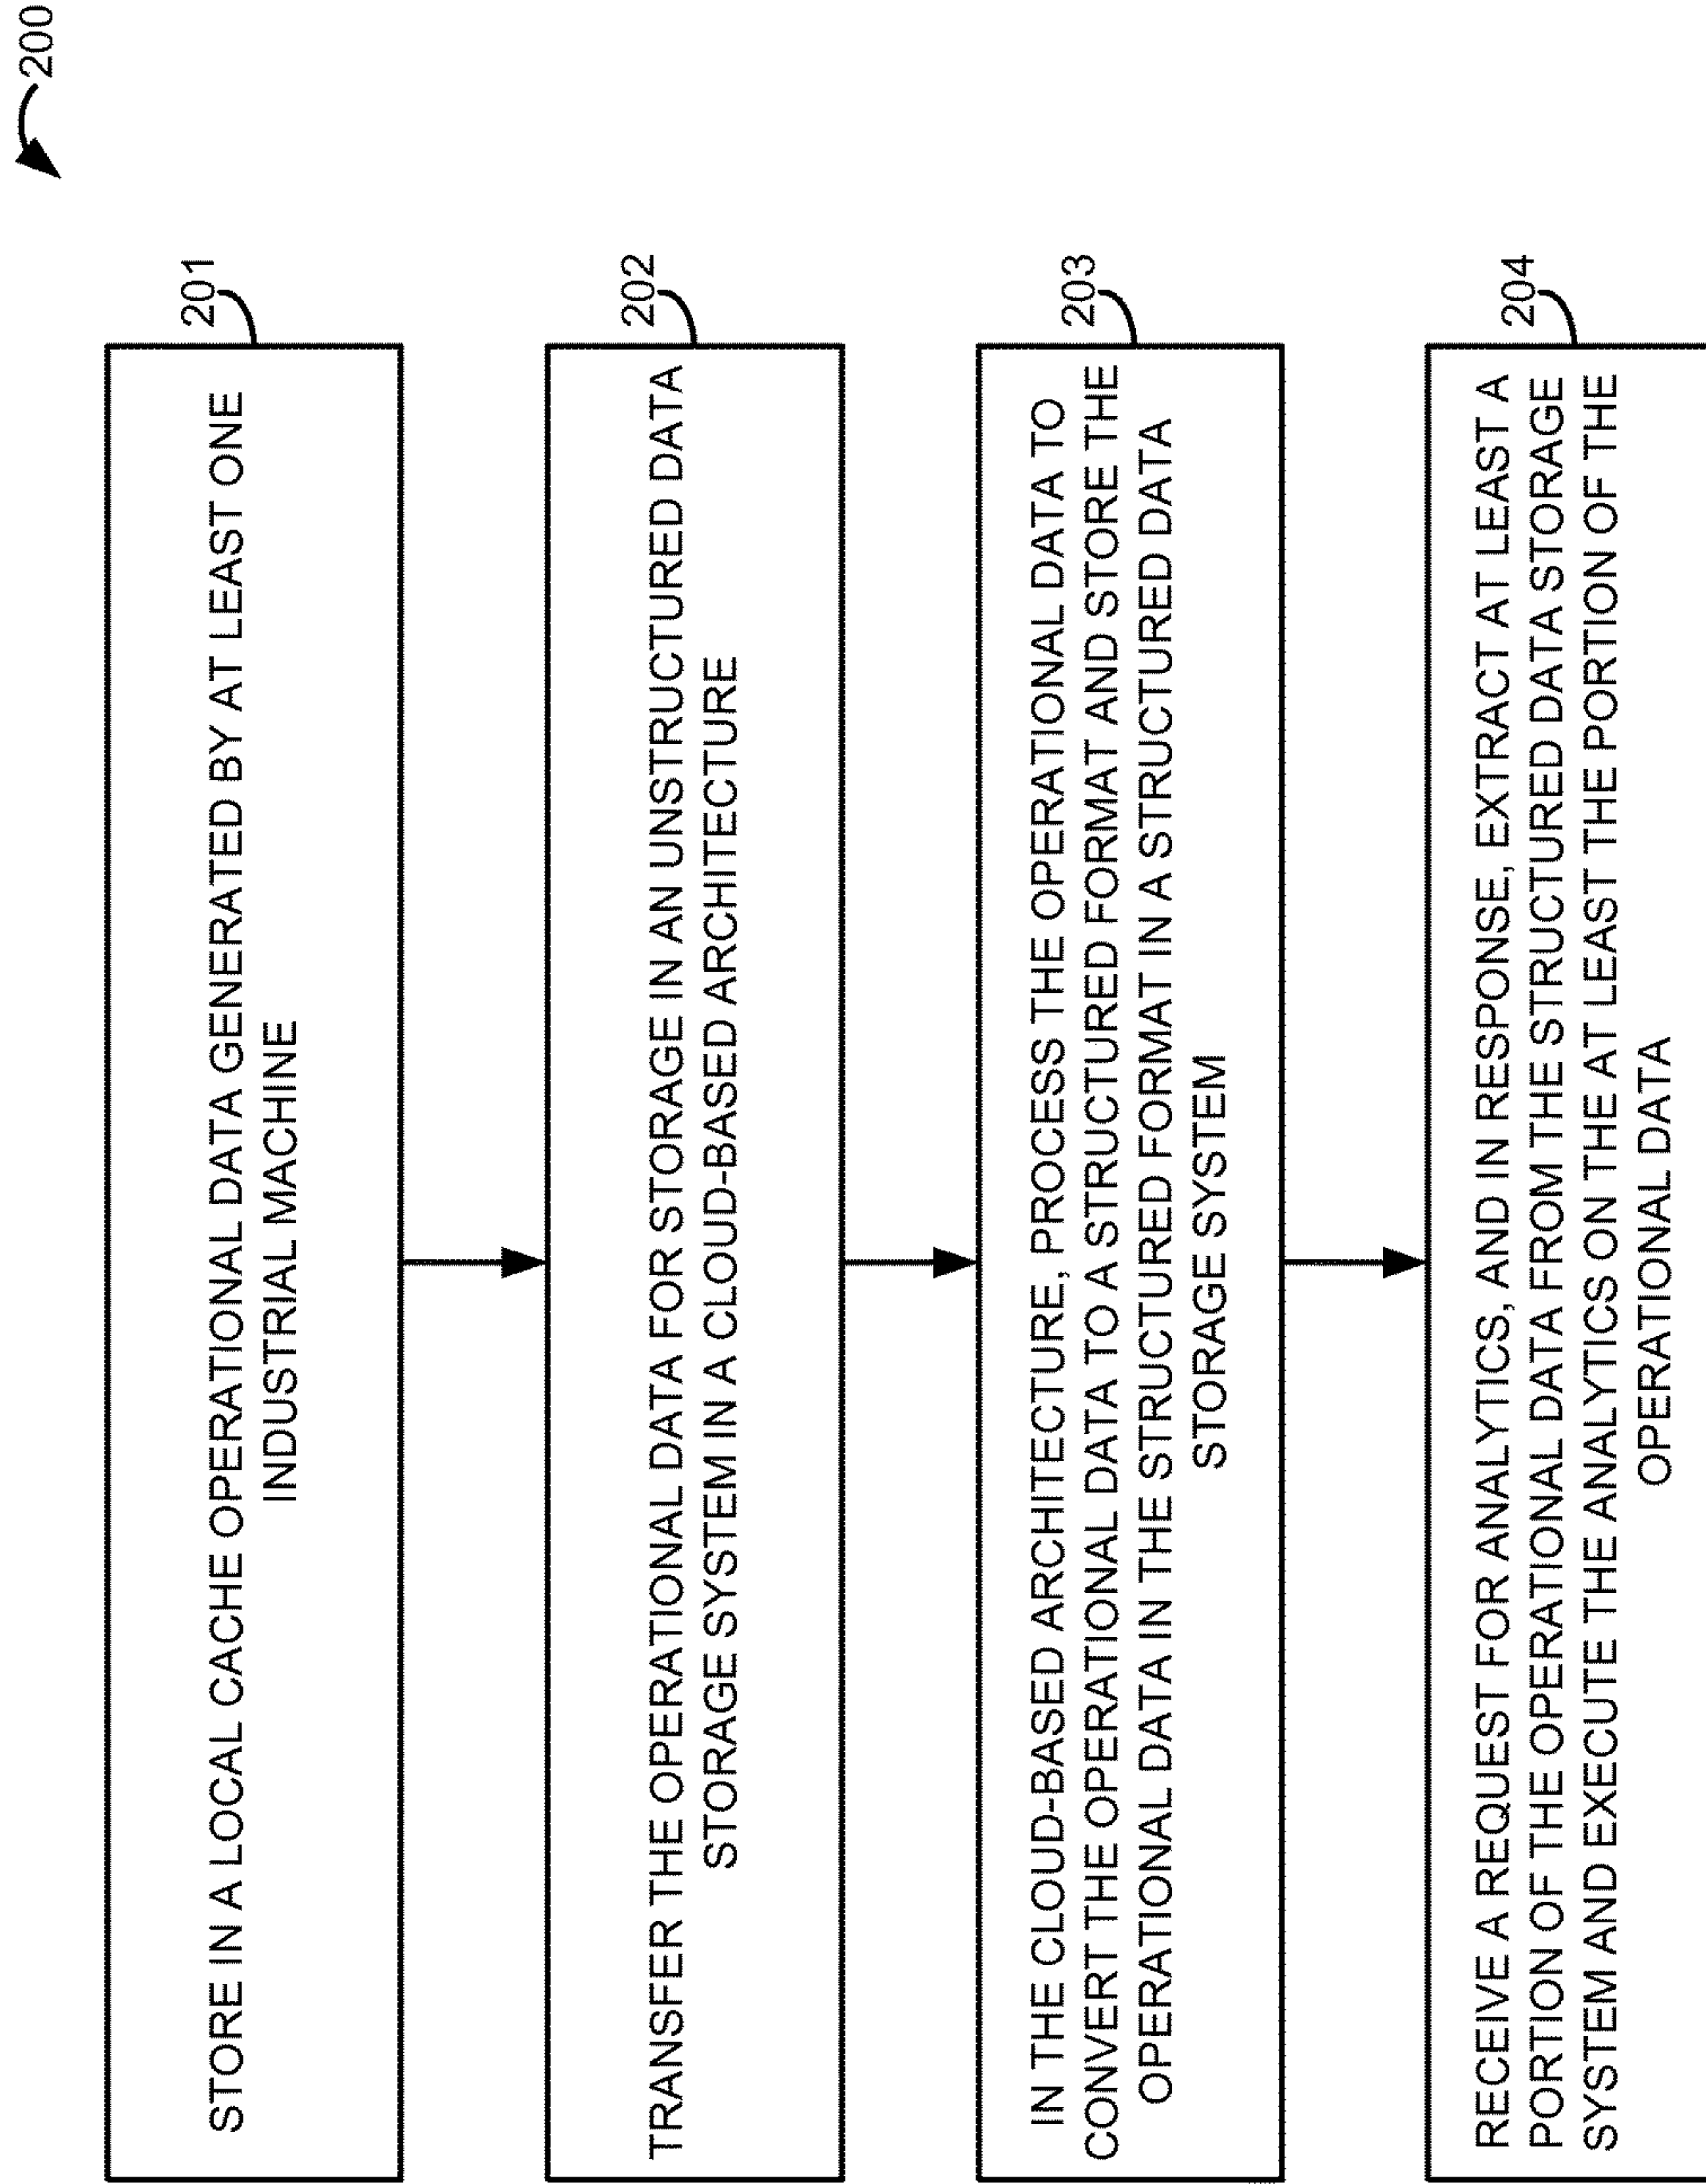 200
201
STORE IN A LOCAL CACHE OPERATIONAL DATA GENERATED BY AT LEAST ONE
INDUSTRIAL MACHINE
202
TRANSFER THE OPERATIONAL DATA FOR STORAGE IN AN UNSTRUCTURED DATA
STORAGE SYSTEM IN A CLOUD-BASED ARCHITECTURE
203
IN THE CLOUD-BASED ARCHITECTURE, PROCESS THE OPERATIONAL DATA TO
CONVERT THE OPERATIONAL DATA TO A STRUCTURED FORMAT AND STORE THE
OPERATIONAL DATA IN THE STRUCTURED FORMAT IN A STRUCTURED DATA
STORAGE SYSTEM
204
RECEIVE A REQUEST FOR ANALYTICS, AND IN RESPONSE, EXTRACT AT LEAST A
PORTION OF THE OPERATIONAL DATA FROM THE STRUCTURED DATA STORAGE
SYSTEM AND EXECUTE THE ANALYTICS ON THE AT LEAST THE PORTION OF THE
OPERATIONAL DATA